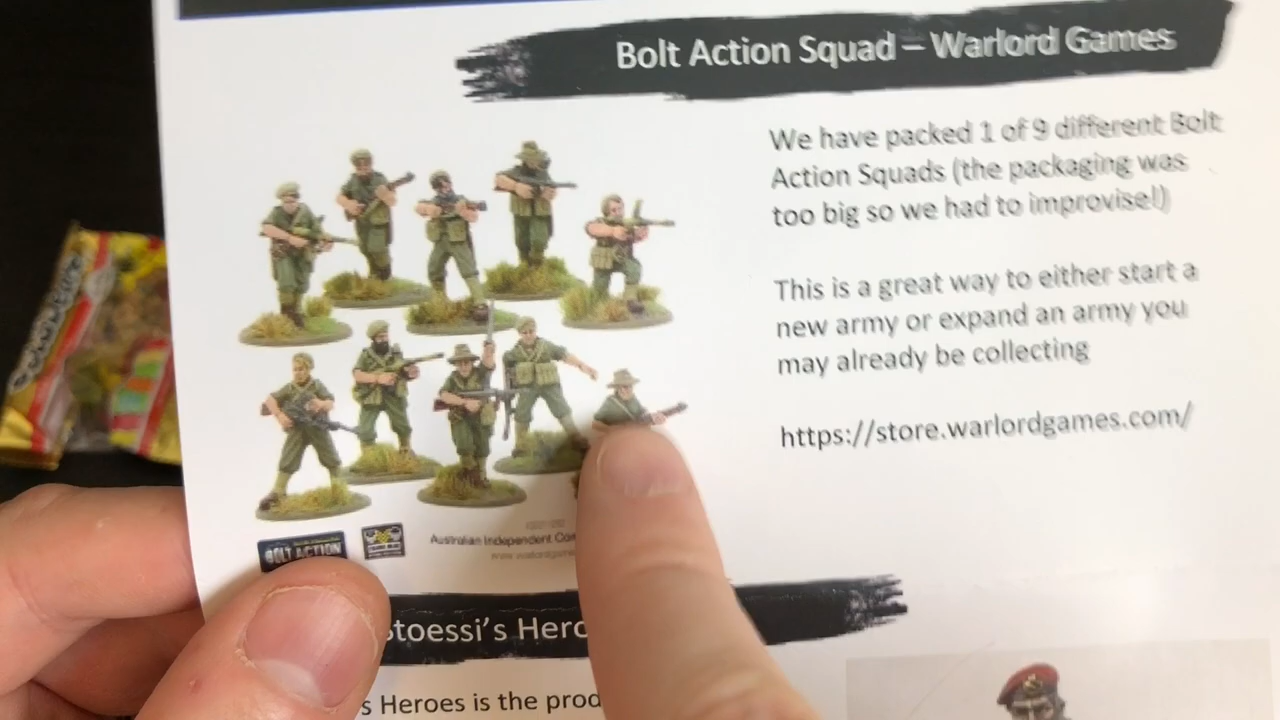 Bolt Action Squad – Warlord Games
We have packed 1 of 9 different Bolt
Action Squads (the packaging was
too big so we had to improvise!)
This is a great way to either start a
new army or expand an army you
may already be collecting
https://store.warlordgames.com/
BOLT ACTION
Australian Independent
toessi's Hero
s Heroes is the prod